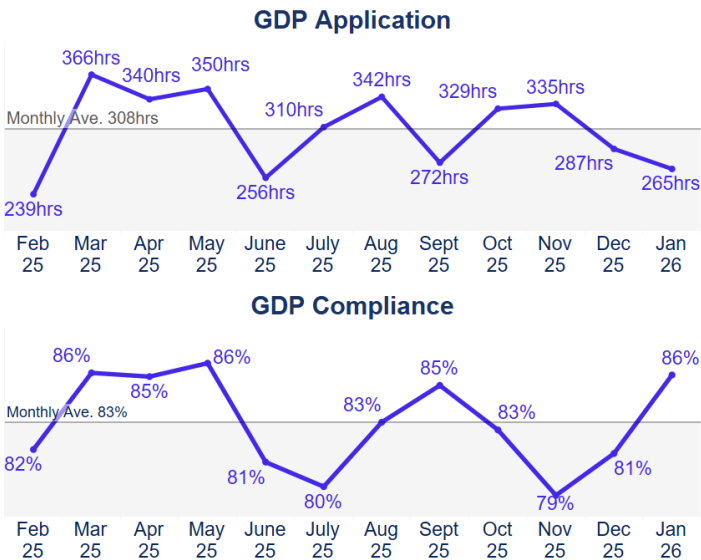 GDP Application
366hrs
340hrs
350hrs
342hrs
329hrs
335hrs
310hrs
Monthly Ave. 308hrs
287hrs
272hrs
265hrs
256hrs
239hrs
Feb Mar Apr May June July Aug Sept Oct Nov Dec Jan
25 25 25 25 25 25 25 25 25 25 25 26
GDP Compliance
86%
85%
86%
85%
86%
83%
83%
Monthly Ave. 83%
82%
81%
80%
79%
81%
Feb Mar Apr May June July Aug Sept Oct Nov Dec Jan
25 25 25 25 25 25 25 25 25 25 25 26